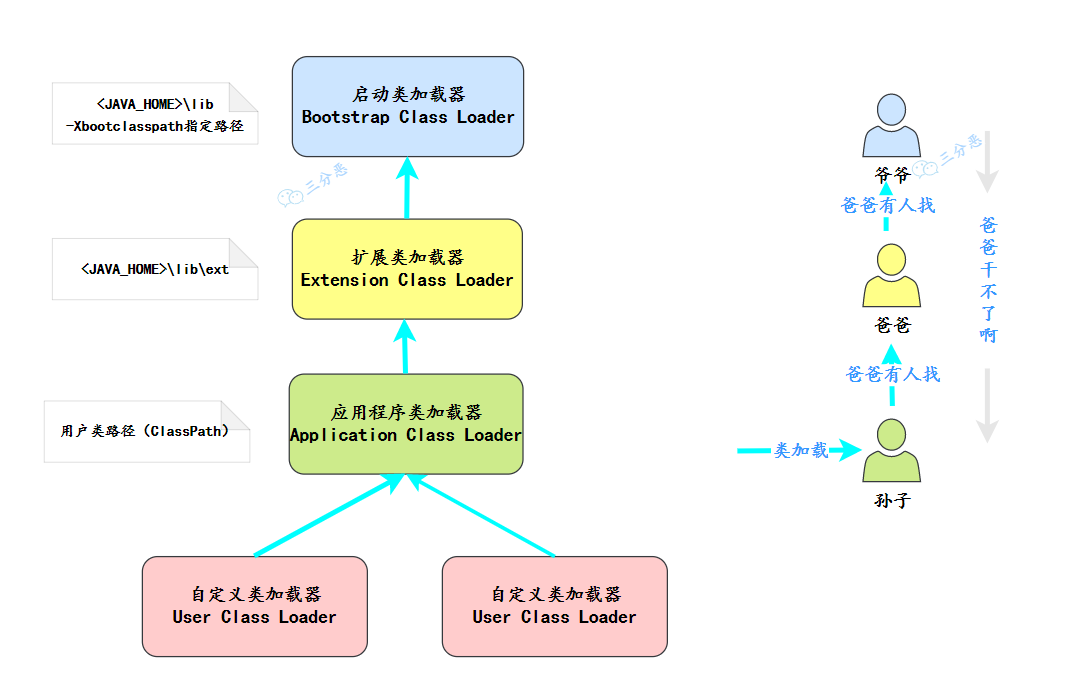 <JAVA_HOME>\lib
-Xbootclasspath指定路径
启动类加载器
Bootstrap Class Loader
三分恶
<JAVA_HOME>\lib\ext
扩展类加载器
Extension Class Loader
用户类路径（ClassPath）
应用程序类加载器
Application Class Loader
自定义类加载器
User Class Loader
自定义类加载器
User Class Loader
三分恶
爷爷
爸爸有人找
爸爸
爸爸有人找
类加载
孙子
爸爸干不了啊